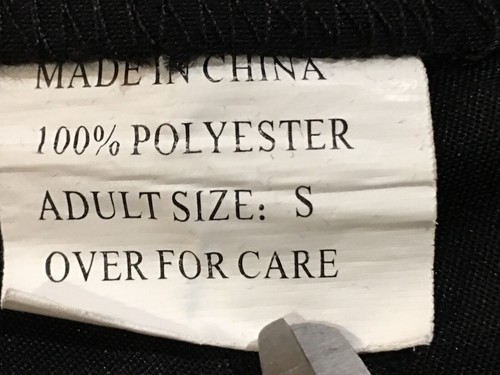 MADE IN CHINA
100% POLYESTER
ADULT SIZE: S
OVER FOR CARE